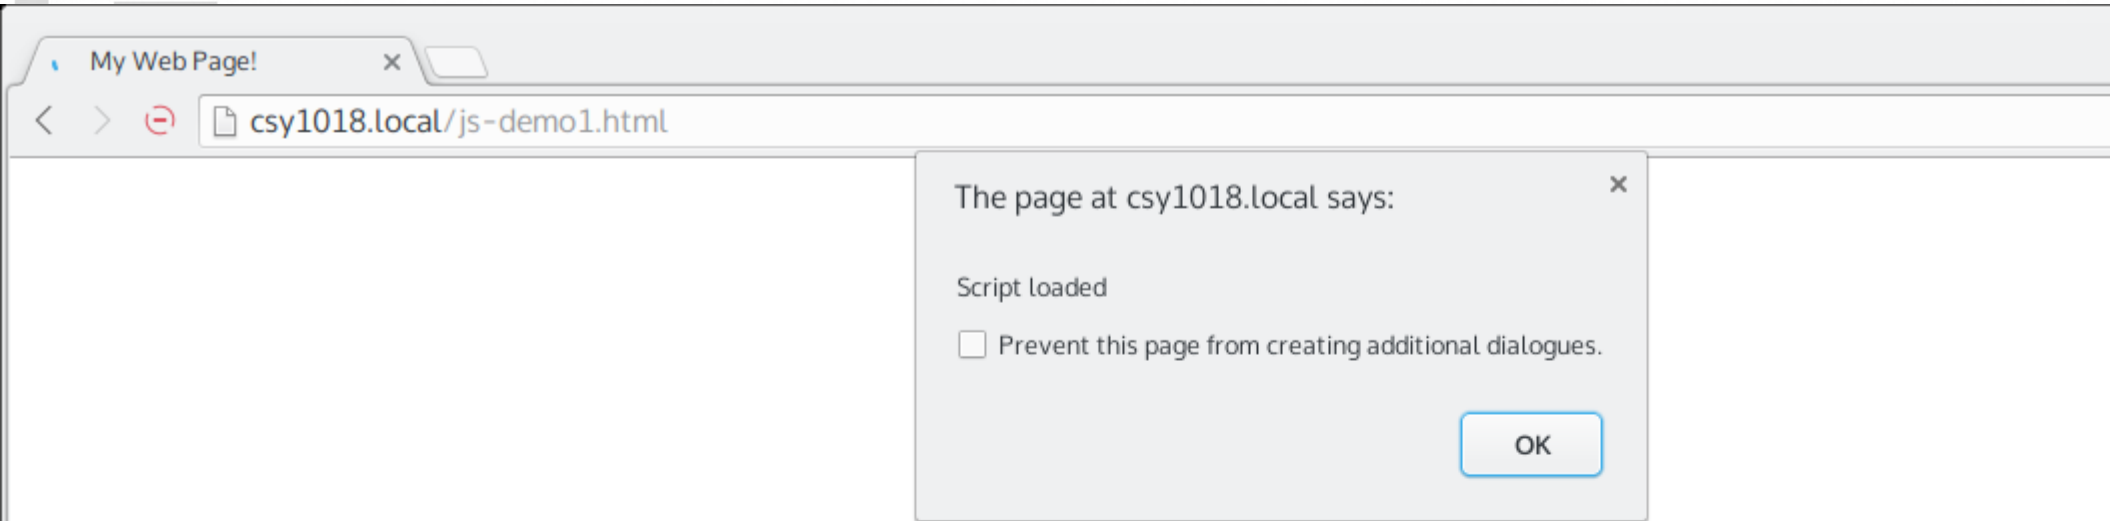 My Web Page!
csy1018.local/js-demo1.html
The page at csy1018.local says:
Script loaded
Prevent this page from creating additional dialogues.
OK